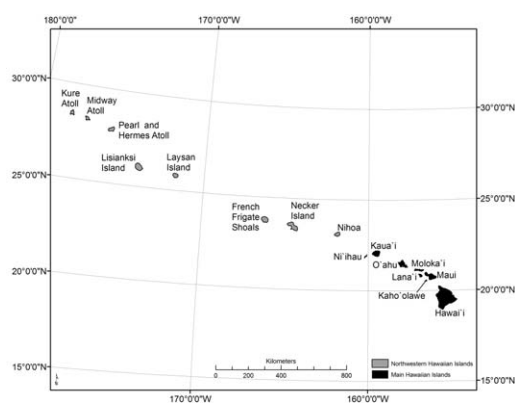 180°0'0"
170°0'0"W
160°0'0"W
30°0'0"N
Kure
Atoll
Midway
Atoll
Pearl and
Hermes Atoll
30°0'0"N
Lisianksi
Island
Laysan
Island
25°0'0"N
French
Frigate
Shoals
Necker
Island
Nihoa
25°0'0"N
Kaua`i
Ni`ihau
O`ahu
Moloka`i
Lana`i
Maui
Kaho`olawe
Hawai`i
20°0'0"N
20°0'0"N
Kilometers
0 200 400 600 800
Northwestern Hawaiian Islands
Main Hawaiian Islands
15°0'0"N
15°0'0"N
170°0'0"W
160°0'0"W